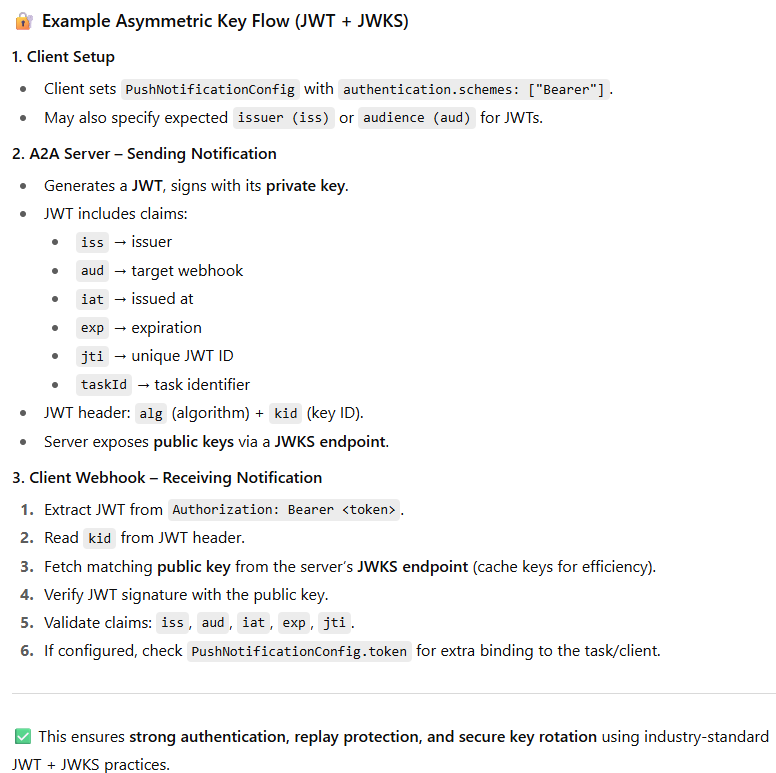 🔐 Example Asymmetric Key Flow (JWT + JWKS)
1. Client Setup
• Client sets PushNotificationConfig with authentication.schemes: ["Bearer"].
• May also specify expected issuer (iss) or audience (aud) for JWTs.
2. A2A Server – Sending Notification
• Generates a JWT, signs with its private key.
• JWT includes claims:
• iss → issuer
• aud → target webhook
• iat → issued at
• exp → expiration
• jti → unique JWT ID
• taskId → task identifier
• JWT header: alg (algorithm) + kid (key ID).
• Server exposes public keys via a JWKS endpoint.
3. Client Webhook – Receiving Notification
1. Extract JWT from Authorization: Bearer <token>.
2. Read kid from JWT header.
3. Fetch matching public key from the server’s JWKS endpoint (cache keys for efficiency).
4. Verify JWT signature with the public key.
5. Validate claims: iss, aud, iat, exp, jti.
6. If configured, check PushNotificationConfig.token for extra binding to the task/client.
✅ This ensures strong authentication, replay protection, and secure key rotation using industry-standard
JWT + JWKS practices.